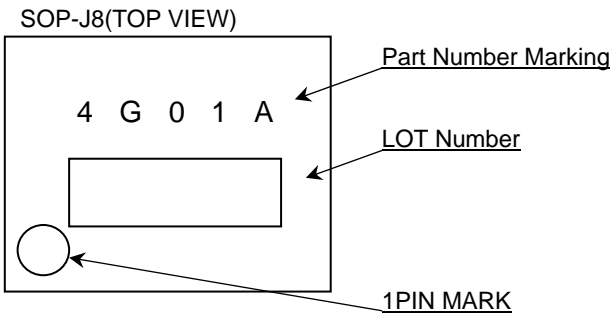 SOP-J8(TOP VIEW)
Part Number Marking
4 G 0 1 A
LOT Number
1PIN MARK